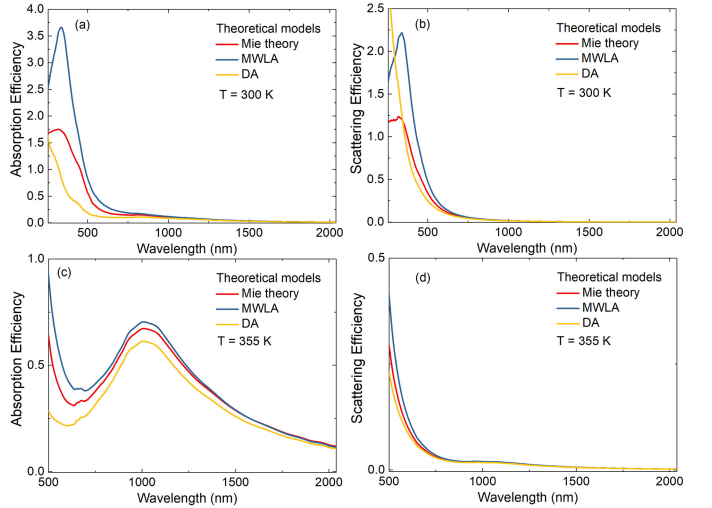 (a)
Theoretical models
Mie theory
MWLA
DA
T = 300 K
4.0
3.5
3.0
2.5
2.0
1.5
1.0
0.5
0.0
500
1000
1500
2000
Absorption Efficiency
Wavelength (nm)
(b)
Theoretical models
Mie theory
MWLA
DA
T = 300 K
2.5
2.0
1.5
1.0
0.5
0.0
500
1000
1500
2000
Scattering Efficiency
Wavelength (nm)
(c)
Theoretical models
Mie theory
MWLA
DA
T = 355 K
1.0
0.5
0.0
500
1000
1500
2000
Absorption Efficiency
Wavelength (nm)
(d)
Theoretical models
Mie theory
MWLA
DA
T = 355 K
0.5
0.0
500
1000
1500
2000
Scattering Efficiency
Wavelength (nm)